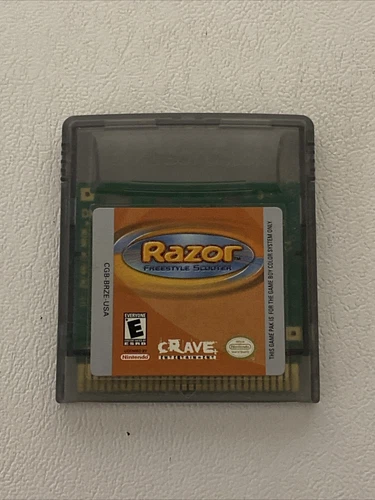 Razor
FREESTYLE SCOOTER
CGB-BRZE-USA
THIS GAME PAK IS FOR THE GAME BOY COLOR SYSTEM ONLY
EVERYONE
E
ESRB
Nintendo
CRAVE
ENTERTAINMENT
Nintendo